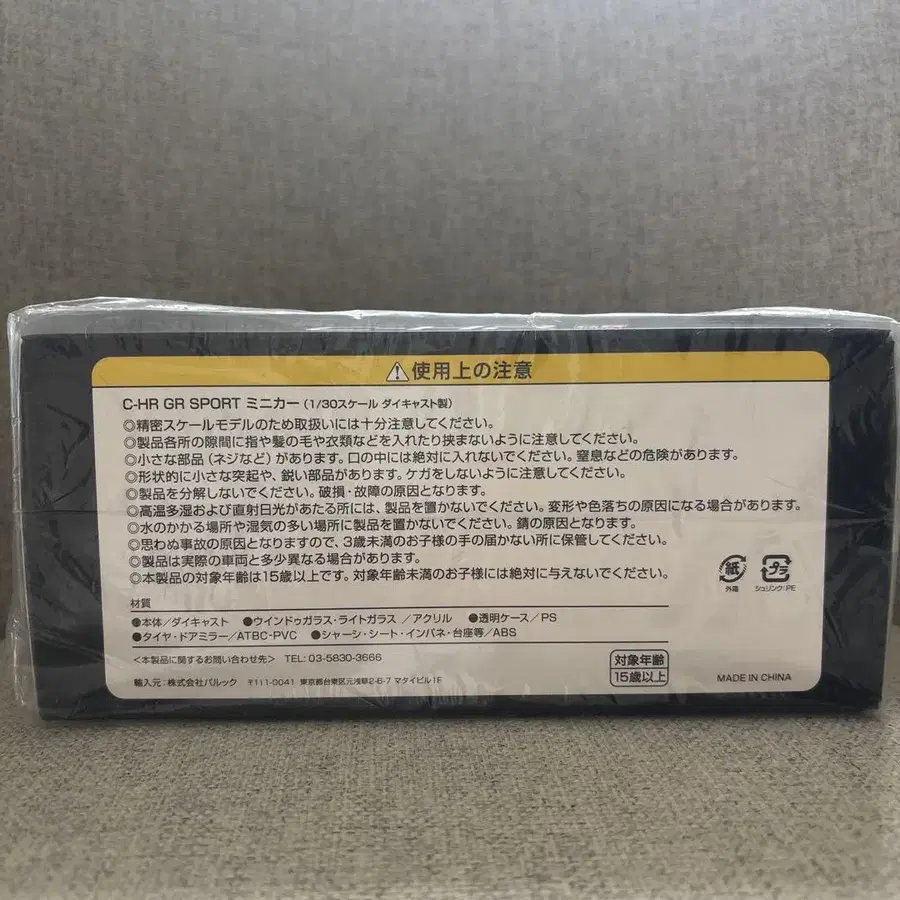 ⚠使用上の注意
C-HR GR SPORT ミニカー（1/30スケール ダイキャスト製）
◎精密スケールモデルのため取扱いには十分注意してください。
◎製品各所の隙間に指や髪の毛や衣類などを入れたり挟まないように注意してください。
◎小さな部品（ネジなど）があります。口の中には絶対に入れないでください。窒息などの危険があります。
◎形状的に小さな突起や、鋭い部品があります。ケガをしないように注意してください。
◎製品を分解しないでください。破損・故障の原因となります。
◎高温多湿および直射日光があたる所には、製品を置かないでください。変形や色落ちの原因になる場合があります。
◎水のかかる場所や湿気の多い場所に製品を置かないでください。錆の原因となります。
◎思わぬ事故の原因となりますので、3歳未満のお子様の手の届かない所に保管してください。
◎製品は実際の車両と多少異なる場合があります。
◎本製品の対象年齢は15歳以上です。対象年齢未満のお子様には絶対に与えないでください。
紙 プラ
外箱 シュリンク:PE
材質
●本体/ダイキャスト ●ウインドゥガラス・ライトガラス / アクリル ●透明ケース/PS
●タイヤ・ドアミラー/ATBC-PVC ●シャーシ・シート・インパネ・台座等/ABS
＜本製品に関するお問い合わせ先＞ TEL: 03-5830-3666
輸入元:株式会社パルック 〒111-0041 東京都台東区元浅草2-6-7 マタイビル1F
対象年齢
15歳以上
MADE IN CHINA